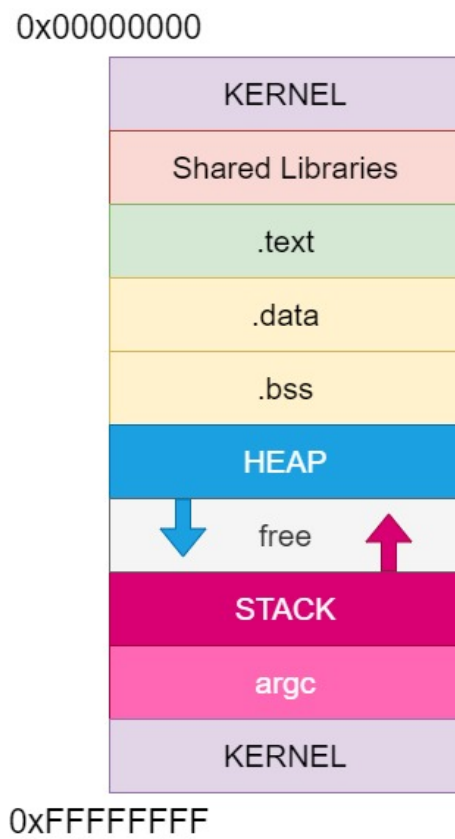 0x00000000
KERNEL
Shared Libraries
.text
.data
.bss
HEAP
free
STACK
argc
KERNEL
0xFFFFFFFF